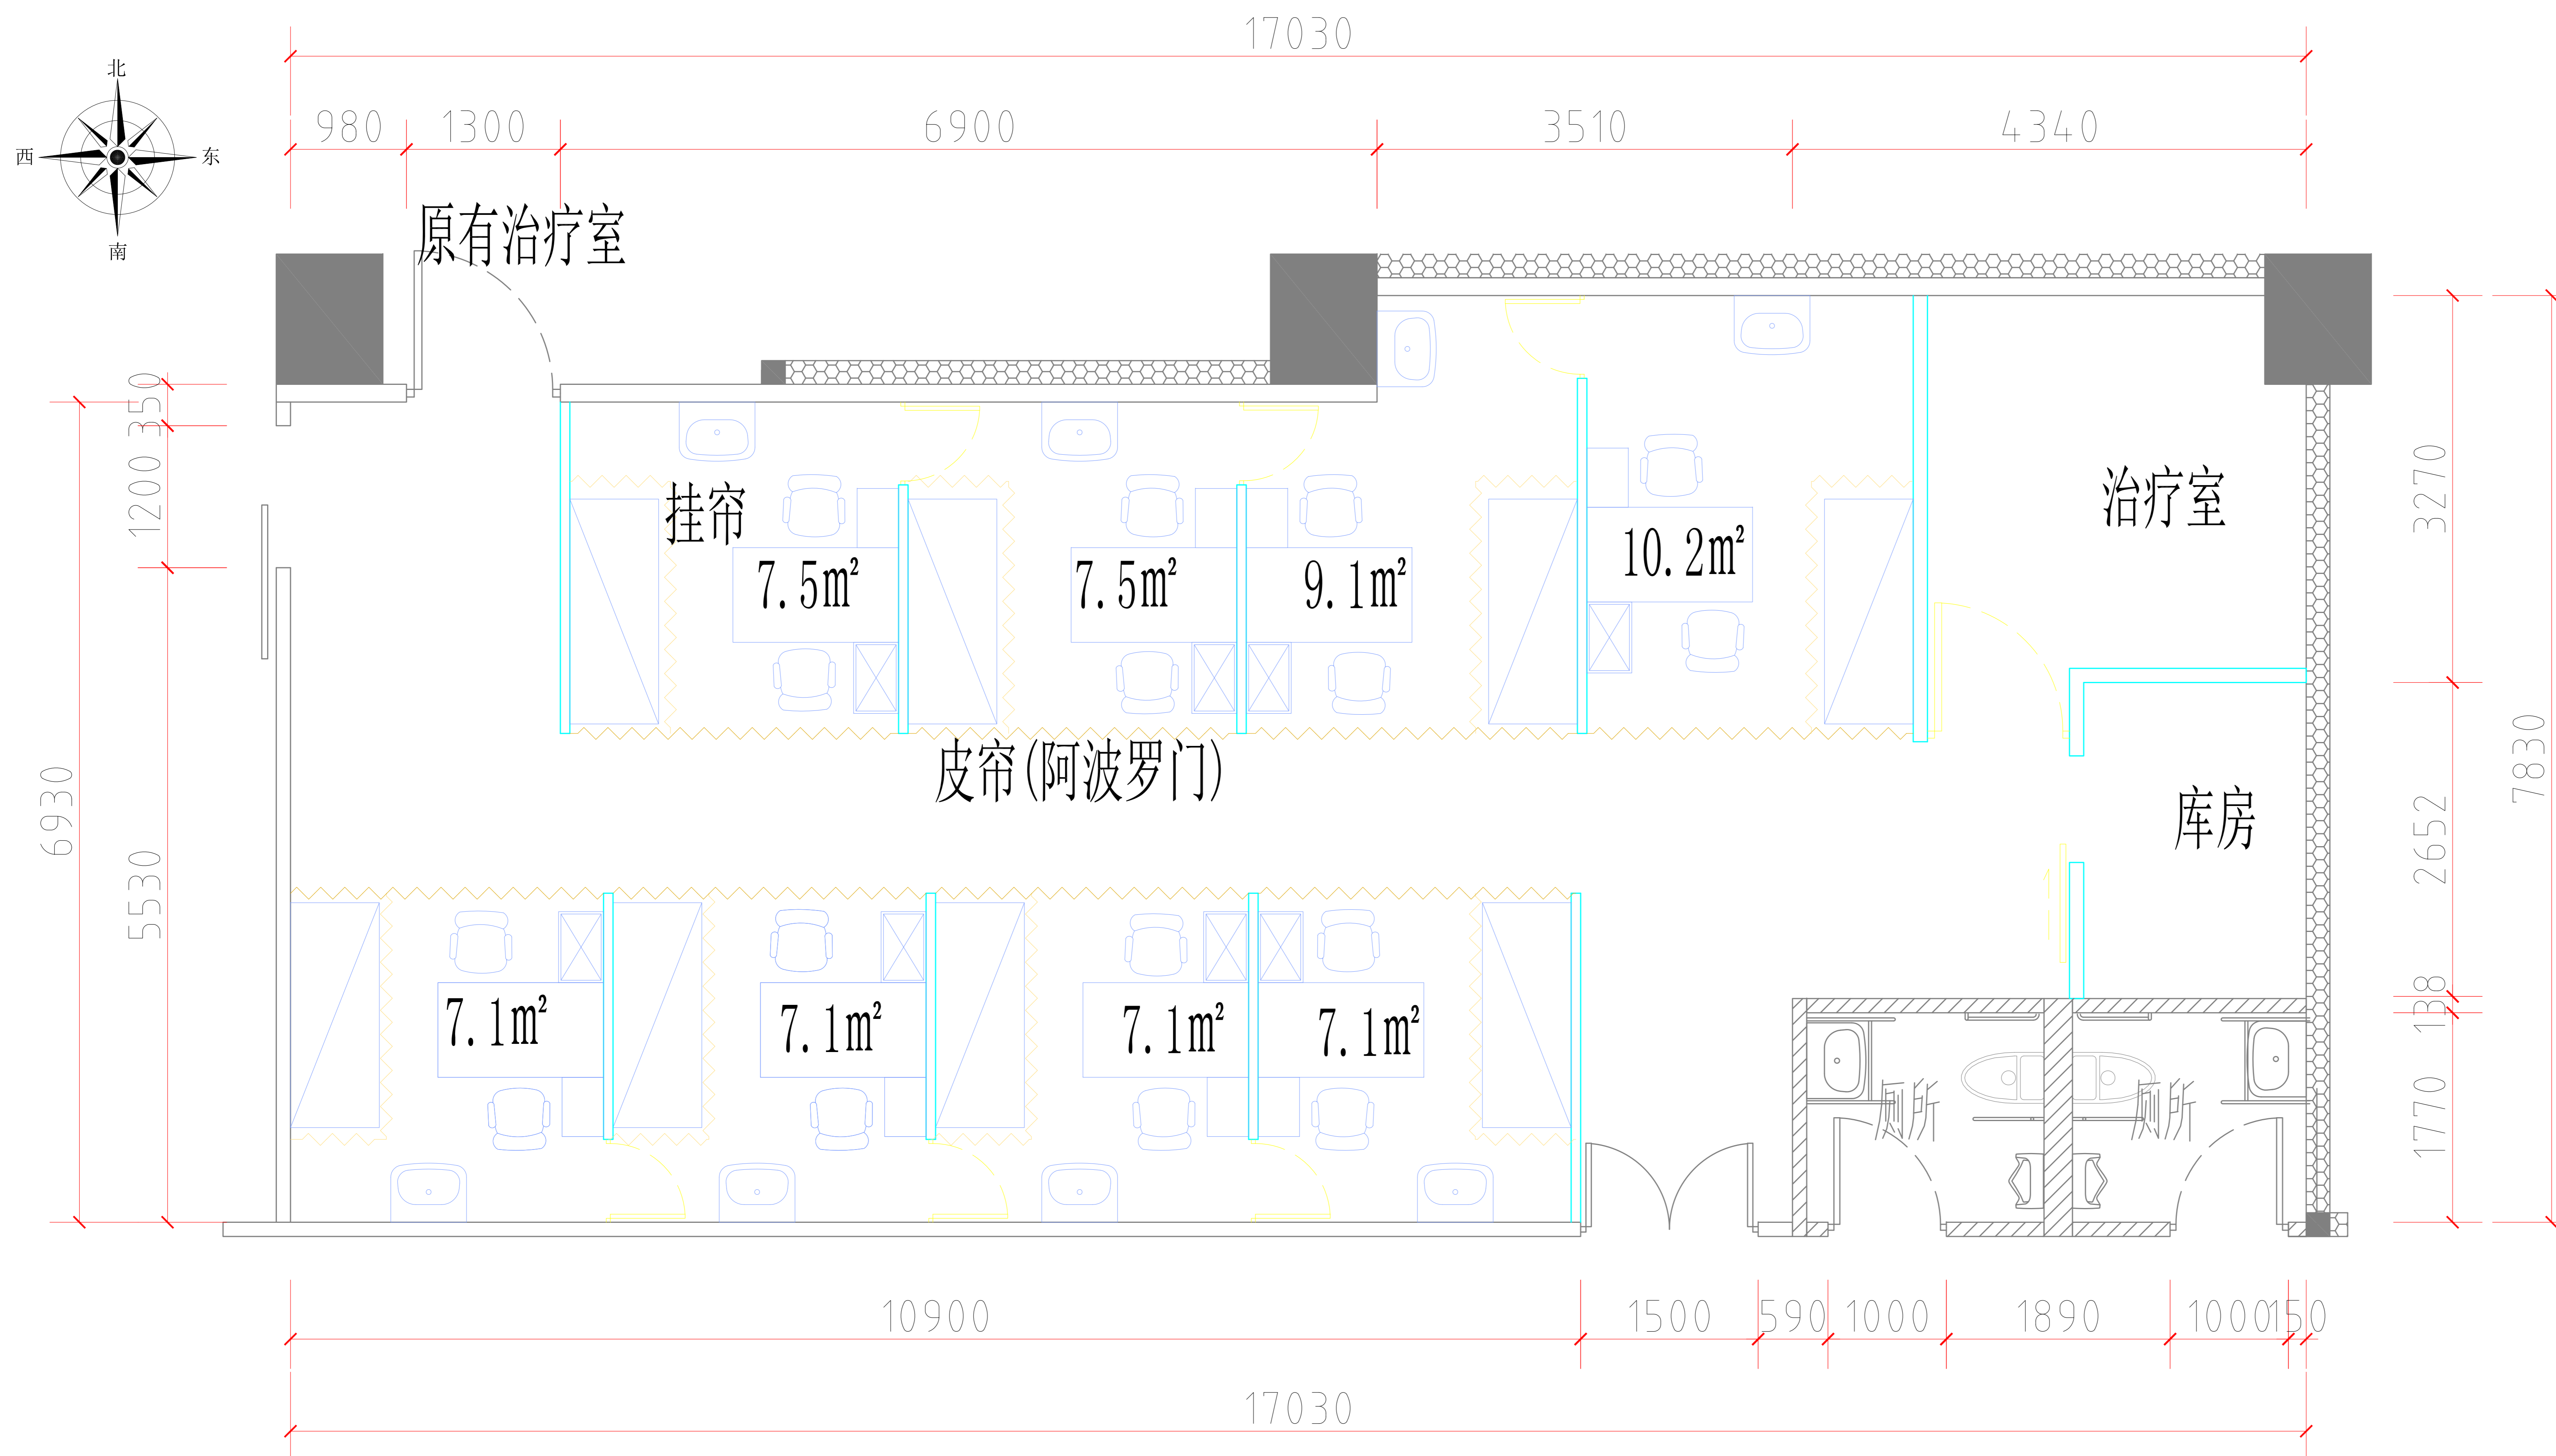 17030
980 1300 6900 3510 4340
北
西 东
南
原有治疗室
350
1200
5530
6930
挂帘
7.5m²
7.5m²
9.1m²
10.2m²
治疗室
皮帘(阿波罗门)
库房
7.1m²
7.1m²
7.1m²
7.1m²
厕所
厕所
3270
2652
138
1770
7830
10900 1500 590 1000 1890 1000 150
17030